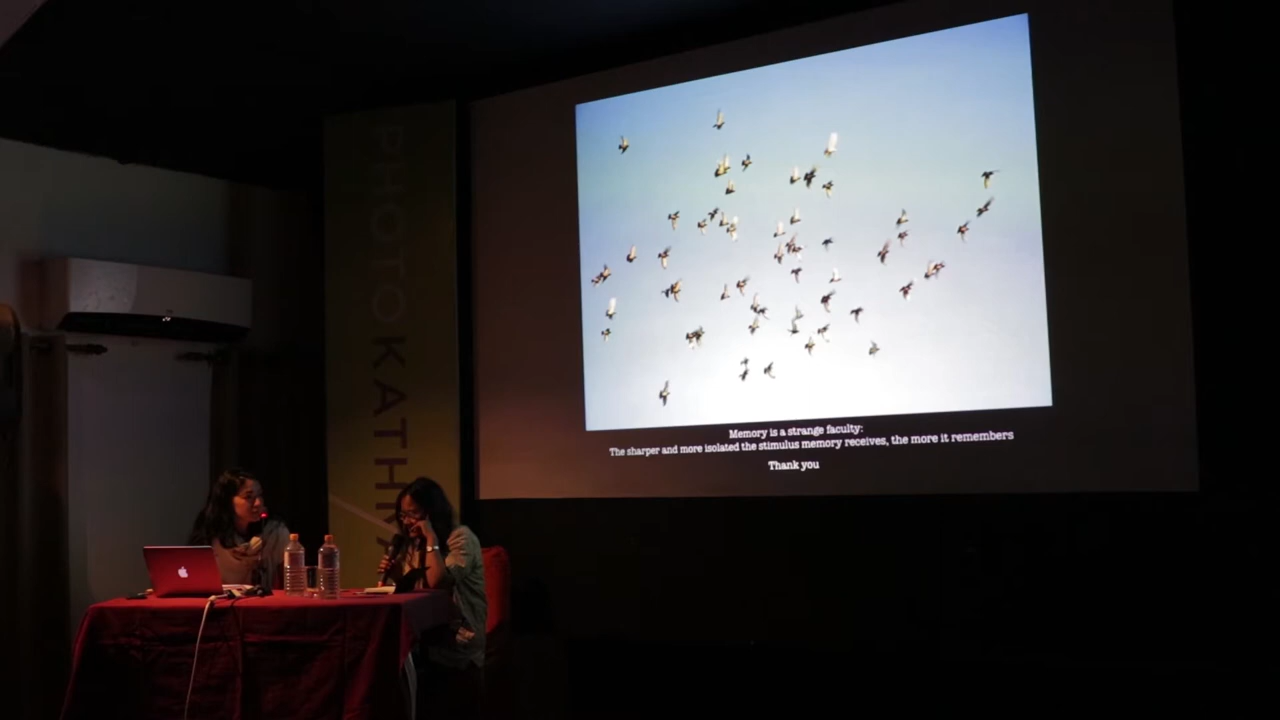 PHOTO KATH
Memory is a strange faculty:
The sharper and more isolated the stimulus memory receives, the more it remembers
Thank you